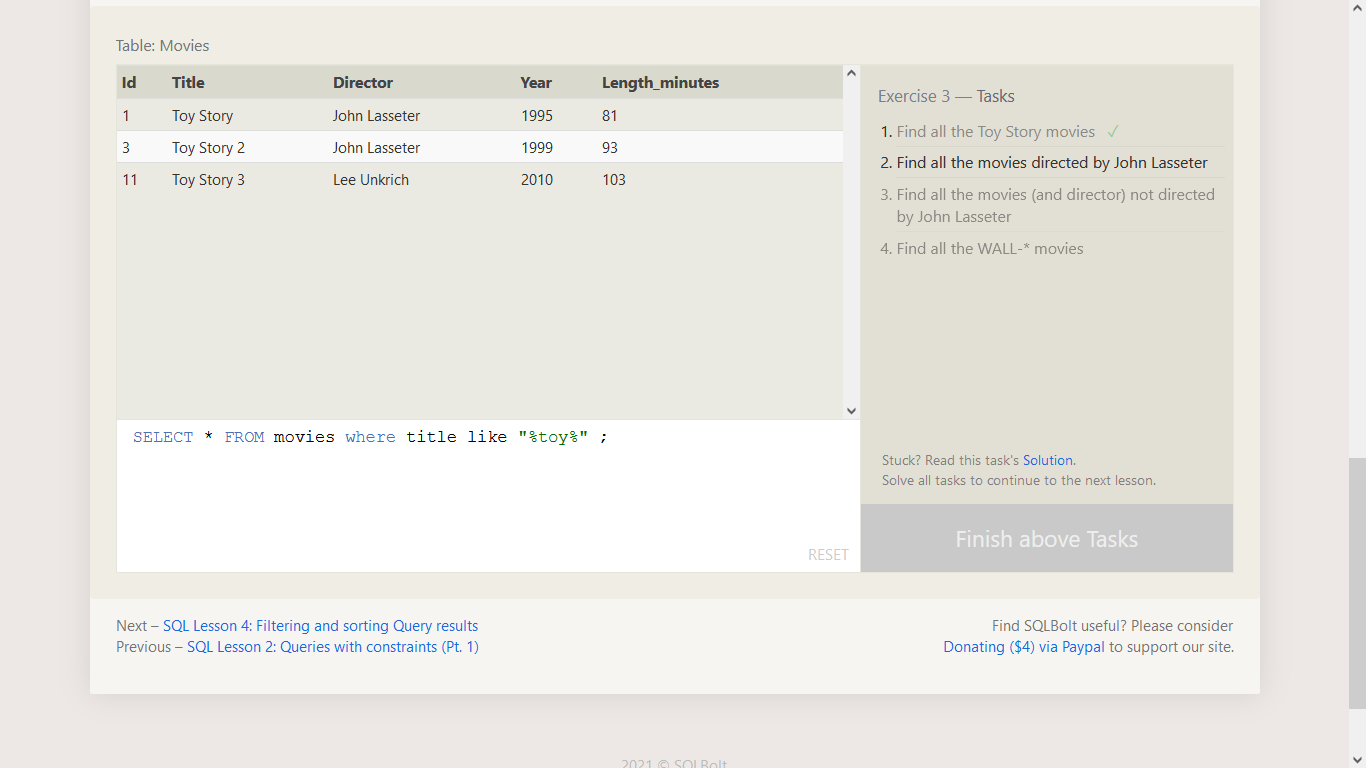 Table: Movies
Id Title Director Year Length_minutes
1 Toy Story John Lasseter 1995 81
3 Toy Story 2 John Lasseter 1999 93
11 Toy Story 3 Lee Unkrich 2010 103
SELECT * FROM movies where title like "%toy%" ;
RESET
Exercise 3 — Tasks
1. Find all the Toy Story movies ✓
2. Find all the movies directed by John Lasseter
3. Find all the movies (and director) not directed
by John Lasseter
4. Find all the WALL-* movies
Stuck? Read this task's Solution.
Solve all tasks to continue to the next lesson.
Finish above Tasks
Next – SQL Lesson 4: Filtering and sorting Query results
Previous – SQL Lesson 2: Queries with constraints (Pt. 1)
Find SQLBolt useful? Please consider
Donating ($4) via Paypal to support our site.
2021 © SQLBolt